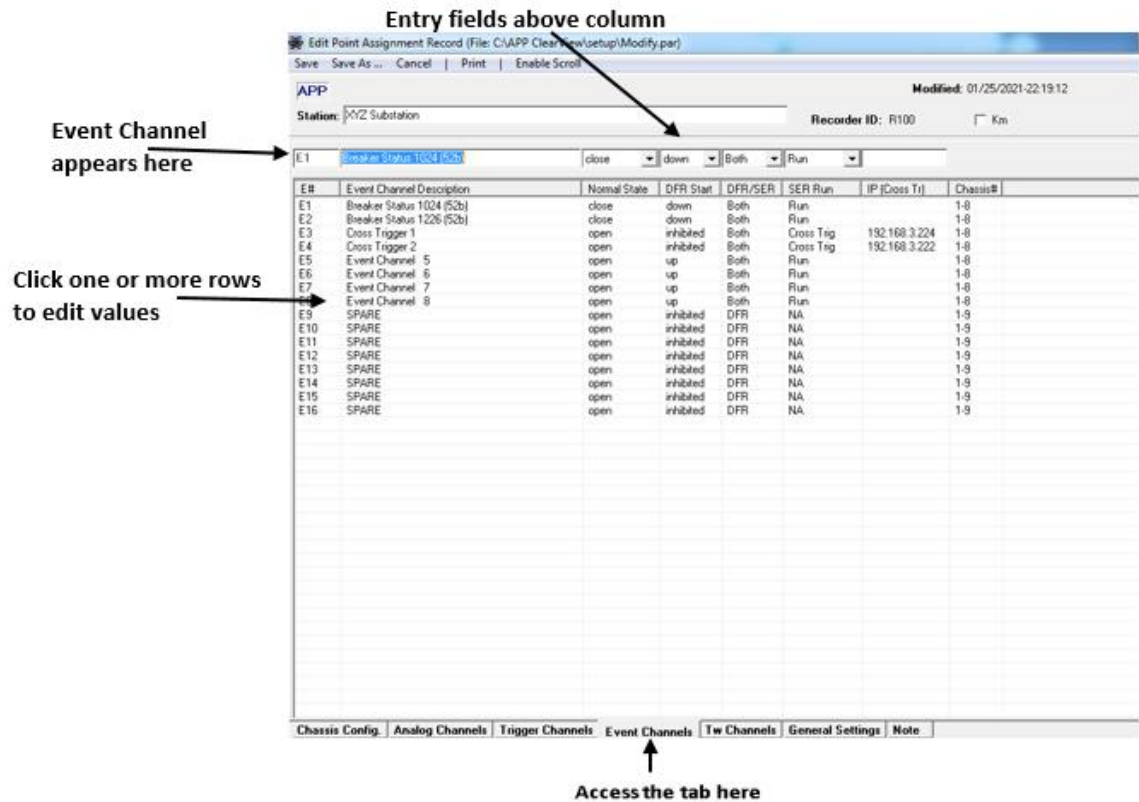 Entry fields above column
Edit Point Assignment Record (File: C:\APP ClearView\setup\Modify.par)
Save Save As ... Cancel | Print | Enable Scroll
APP
Modified: 01/25/2021-22:19:12
Station: XYZ Substation
Recorder ID: R100
Km
Event Channel
appears here
E1 Breaker Status 1024 (52b) close down Both Run
E# Event Channel Description Normal State DFR Start DFR/SER SER Run IP (Cross Tr) Chassis#
E1 Breaker Status 1024 (52b) close down Both Run 1-8
E2 Breaker Status 1226 (52b) close down Both Run 1-8
E3 Cross Trigger 1 open inhibited Both Cross Trig 192.168.3.224 1-8
E4 Cross Trigger 2 open inhibited Both Cross Trig 192.168.3.222 1-8
E5 Event Channel 5 open up Both Run 1-8
E6 Event Channel 6 open up Both Run 1-8
E7 Event Channel 7 open up Both Run 1-8
Event Channel 8 open up Both Run 1-8
Click one or more rows
to edit values
E9 SPARE open inhibited DFR NA 1-9
E10 SPARE open inhibited DFR NA 1-9
E11 SPARE open inhibited DFR NA 1-9
E12 SPARE open inhibited DFR NA 1-9
E13 SPARE open inhibited DFR NA 1-9
E14 SPARE open inhibited DFR NA 1-9
E15 SPARE open inhibited DFR NA 1-9
E16 SPARE open inhibited DFR NA 1-9
Chassis Config. Analog Channels Trigger Channels Event Channels Tw Channels General Settings Note
Access the tab here